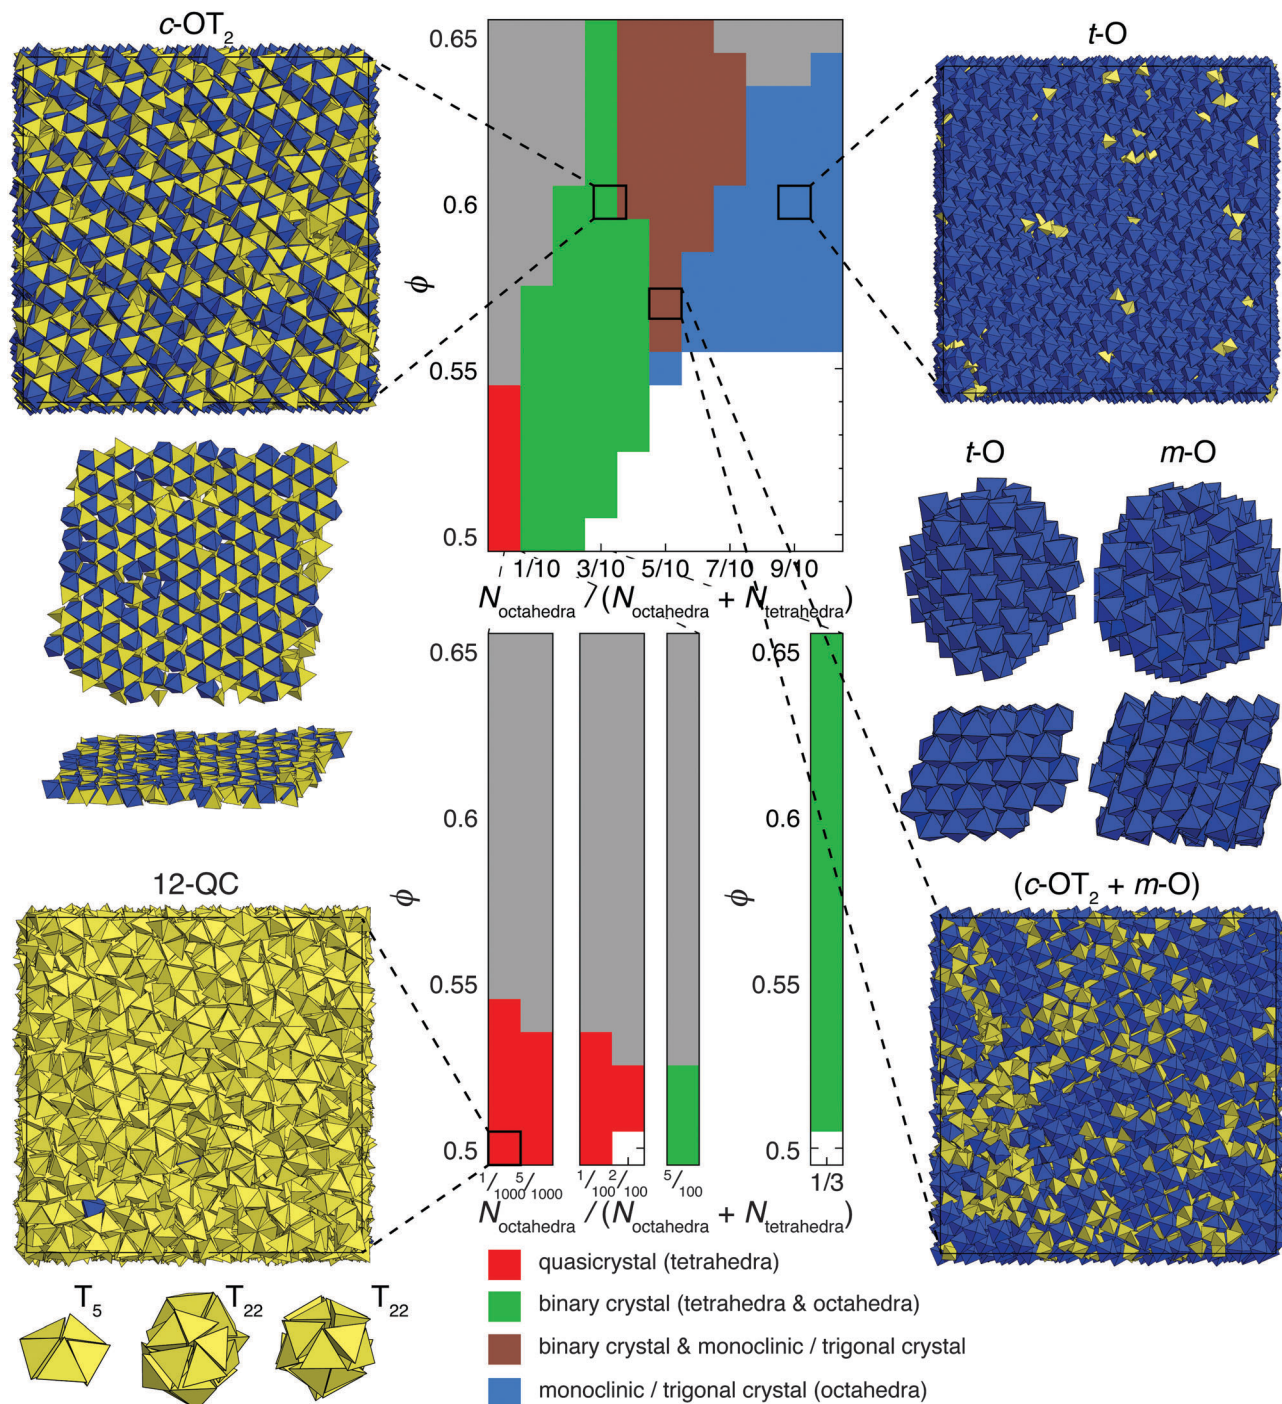 c-OT2
t-O
0.65
0.6
ϕ
0.55
0.5
1/10 3/10 5/10 7/10 9/10
Noctahedra / (Noctahedra + Ntetrahedra)
t-O m-O
0.65 0.65
0.6 0.6
ϕ ϕ
0.55 0.55
0.5 0.5
1/1000 5/1000 1/100 2/100 5/100 1/3
Noctahedra / (Noctahedra + Ntetrahedra)
12-QC
(c-OT2 + m-O)
T5 T22 T22
quasicrystal (tetrahedra)
binary crystal (tetrahedra & octahedra)
binary crystal & monoclinic / trigonal crystal
monoclinic / trigonal crystal (octahedra)